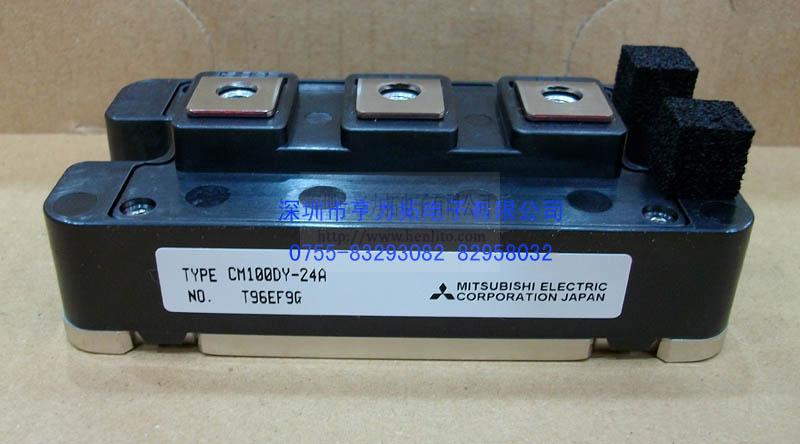 深圳市亨力拓电子有限公司
http://www.henlito.com
0755-83293082 82958032
TYPE CM100DY-24A
NO. T96EF9G
MITSUBISHI ELECTRIC
CORPORATION JAPAN